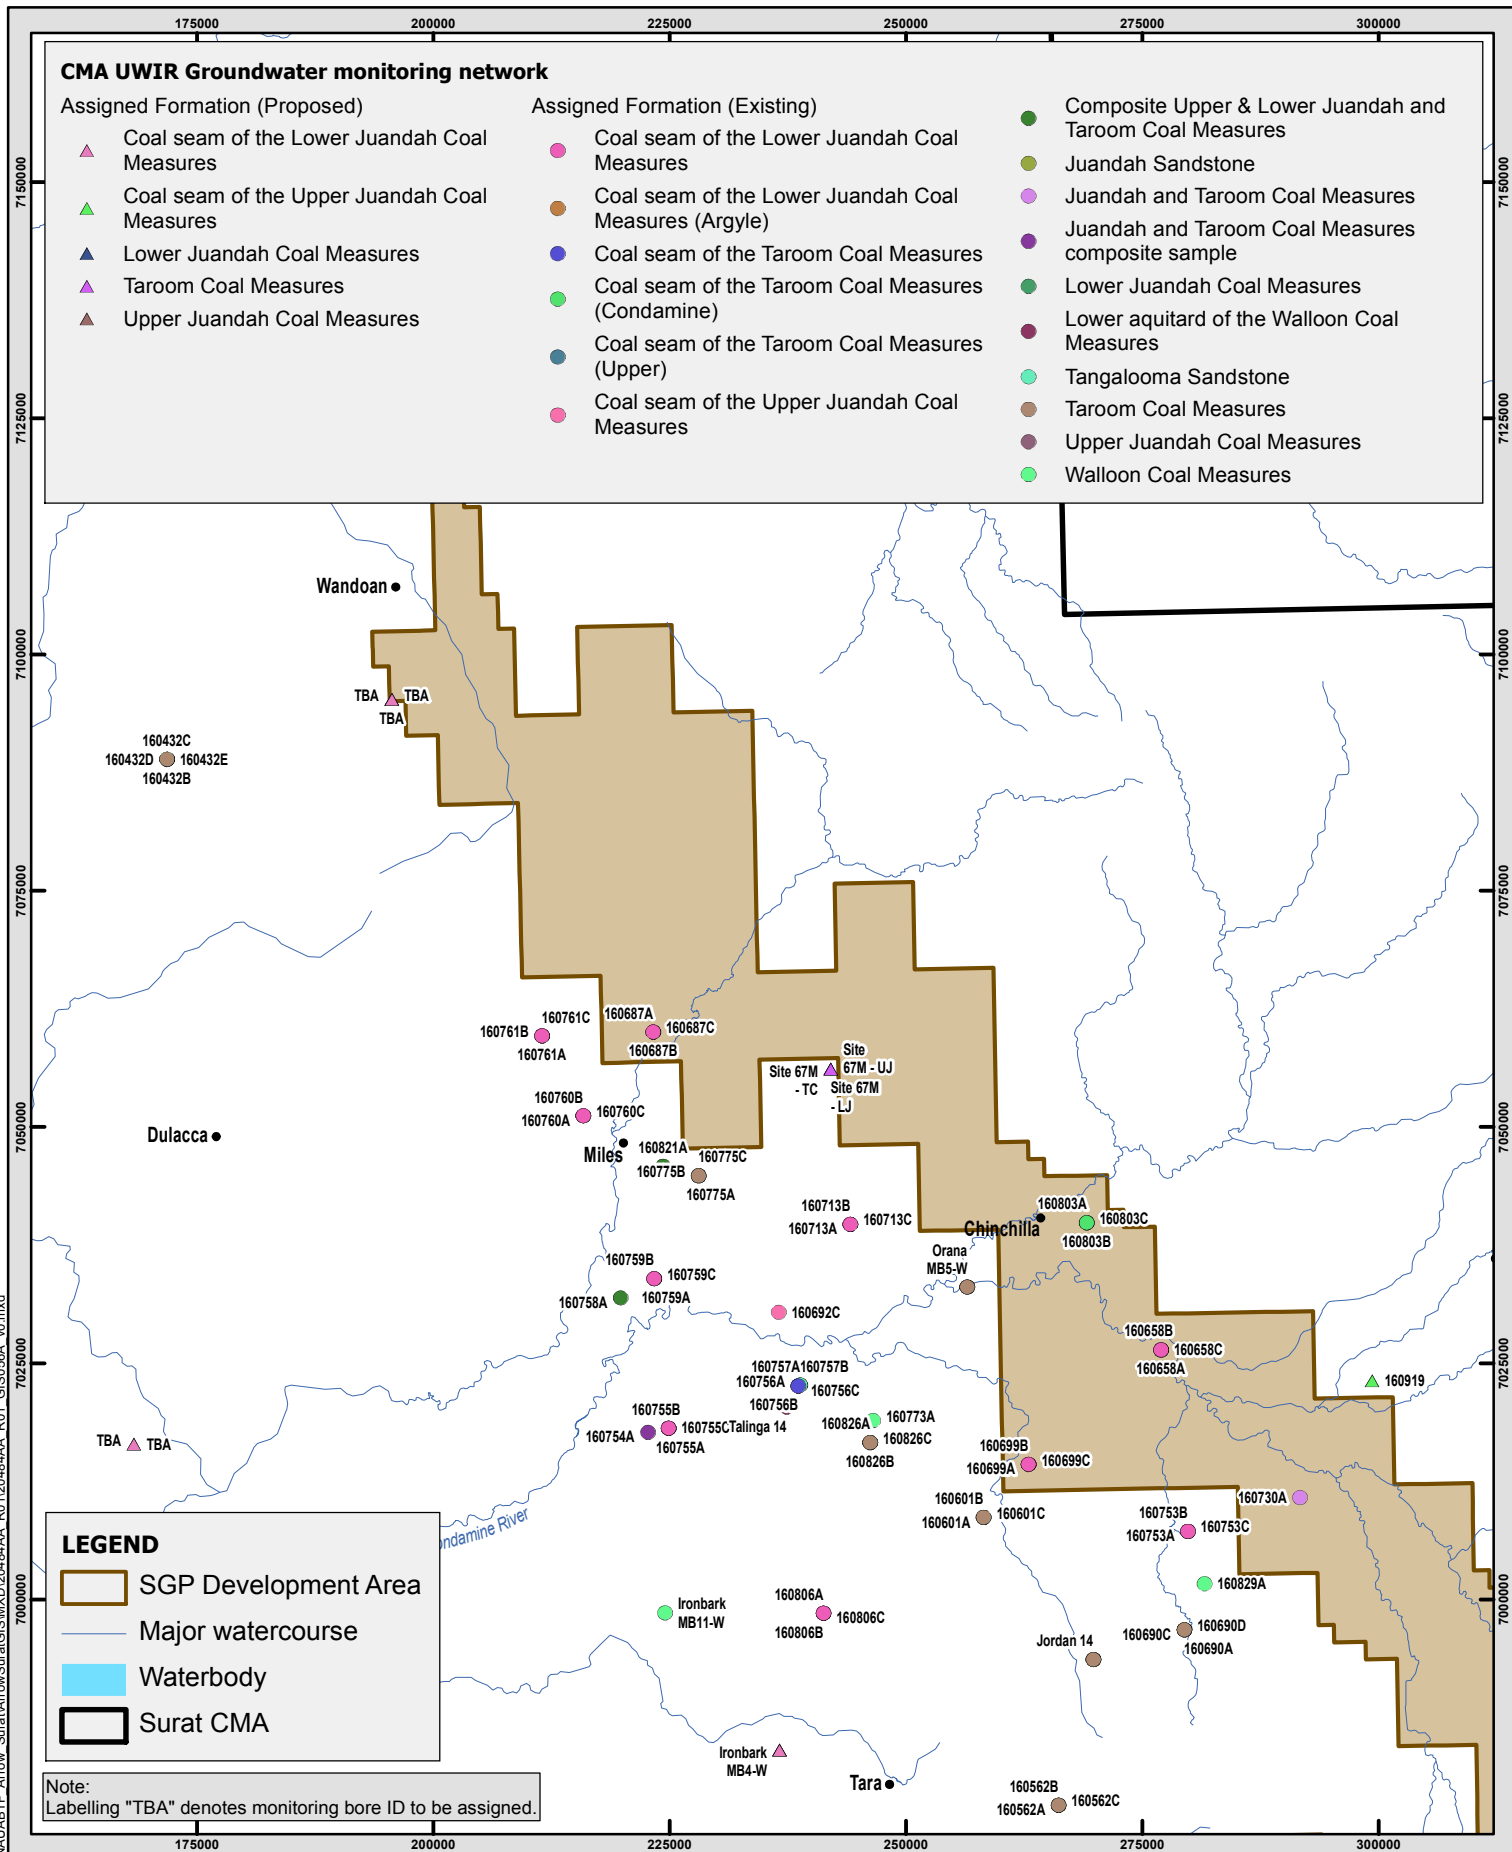 175000 200000 225000 250000 275000 300000
CMA UWIR Groundwater monitoring network
Assigned Formation (Proposed)
Coal seam of the Lower Juandah Coal
Measures
Coal seam of the Upper Juandah Coal
Measures
Lower Juandah Coal Measures
Taroom Coal Measures
Upper Juandah Coal Measures
Assigned Formation (Existing)
Coal seam of the Lower Juandah Coal
Measures
Coal seam of the Lower Juandah Coal
Measures (Argyle)
Coal seam of the Taroom Coal Measures
Coal seam of the Taroom Coal Measures
(Condamine)
Coal seam of the Taroom Coal Measures
(Upper)
Coal seam of the Upper Juandah Coal
Measures
Composite Upper & Lower Juandah and
Taroom Coal Measures
Juandah Sandstone
Juandah and Taroom Coal Measures
Juandah and Taroom Coal Measures
composite sample
Lower Juandah Coal Measures
Lower aquitard of the Walloon Coal
Measures
Tangalooma Sandstone
Taroom Coal Measures
Upper Juandah Coal Measures
Walloon Coal Measures
7150000 7150000
7125000 7125000
7100000 7100000
7075000 7075000
7050000 7050000
7025000 7025000
7000000 7000000
Wandoan
TBA TBA
TBA
160432C
160432D 160432E
160432B
160761C
160761B
160761A
160687A
160687C
160687B
Site
67M - UJ
Site 67M
- TC
Site 67M
- LJ
160760B
160760C
160760A
Dulacca
Miles
160821A
160775C
160775B
160775A
160713B
160713A 160713C
160803A
Chinchilla
160803C
160803B
Orana
MB5-W
160759B
160759C
160759A
160758A
160692C
160658B
160658C
160658A
160919
160757A 160757B
160756A
160756C
160756B
Talinga 14
160755B
160755C
160754A
160755A
160773A
160826A
160826C
160826B
TBA TBA
160699B
160699C
160699A
160601B
160601C
160601A
160730A
160753B
160753C
160753A
160829A
ondamine River
Ironbark
MB11-W
160806A
160806C
160806B
160690D
160690C
160690A
Jordan 14
Ironbark
MB4-W
Tara
160562B
160562C
160562A
LEGEND
SGP Development Area
Major watercourse
Waterbody
Surat CMA
Note:
Labelling "TBA" denotes monitoring bore ID to be assigned.
175000 200000 225000 250000 275000 300000